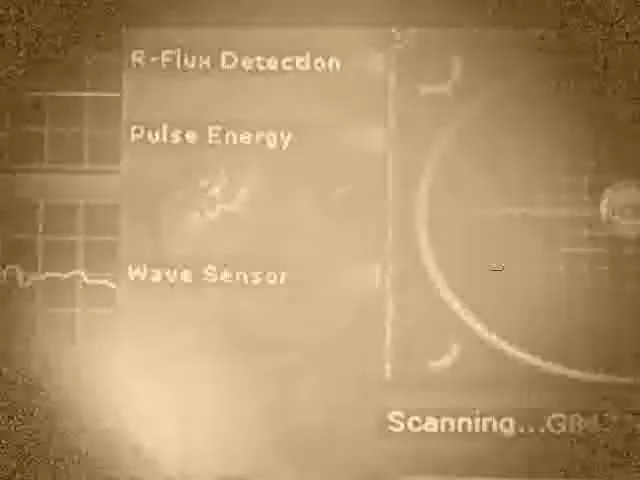 R-Flux Detection
Pulse Energy
Wave Sensor
Scanning...